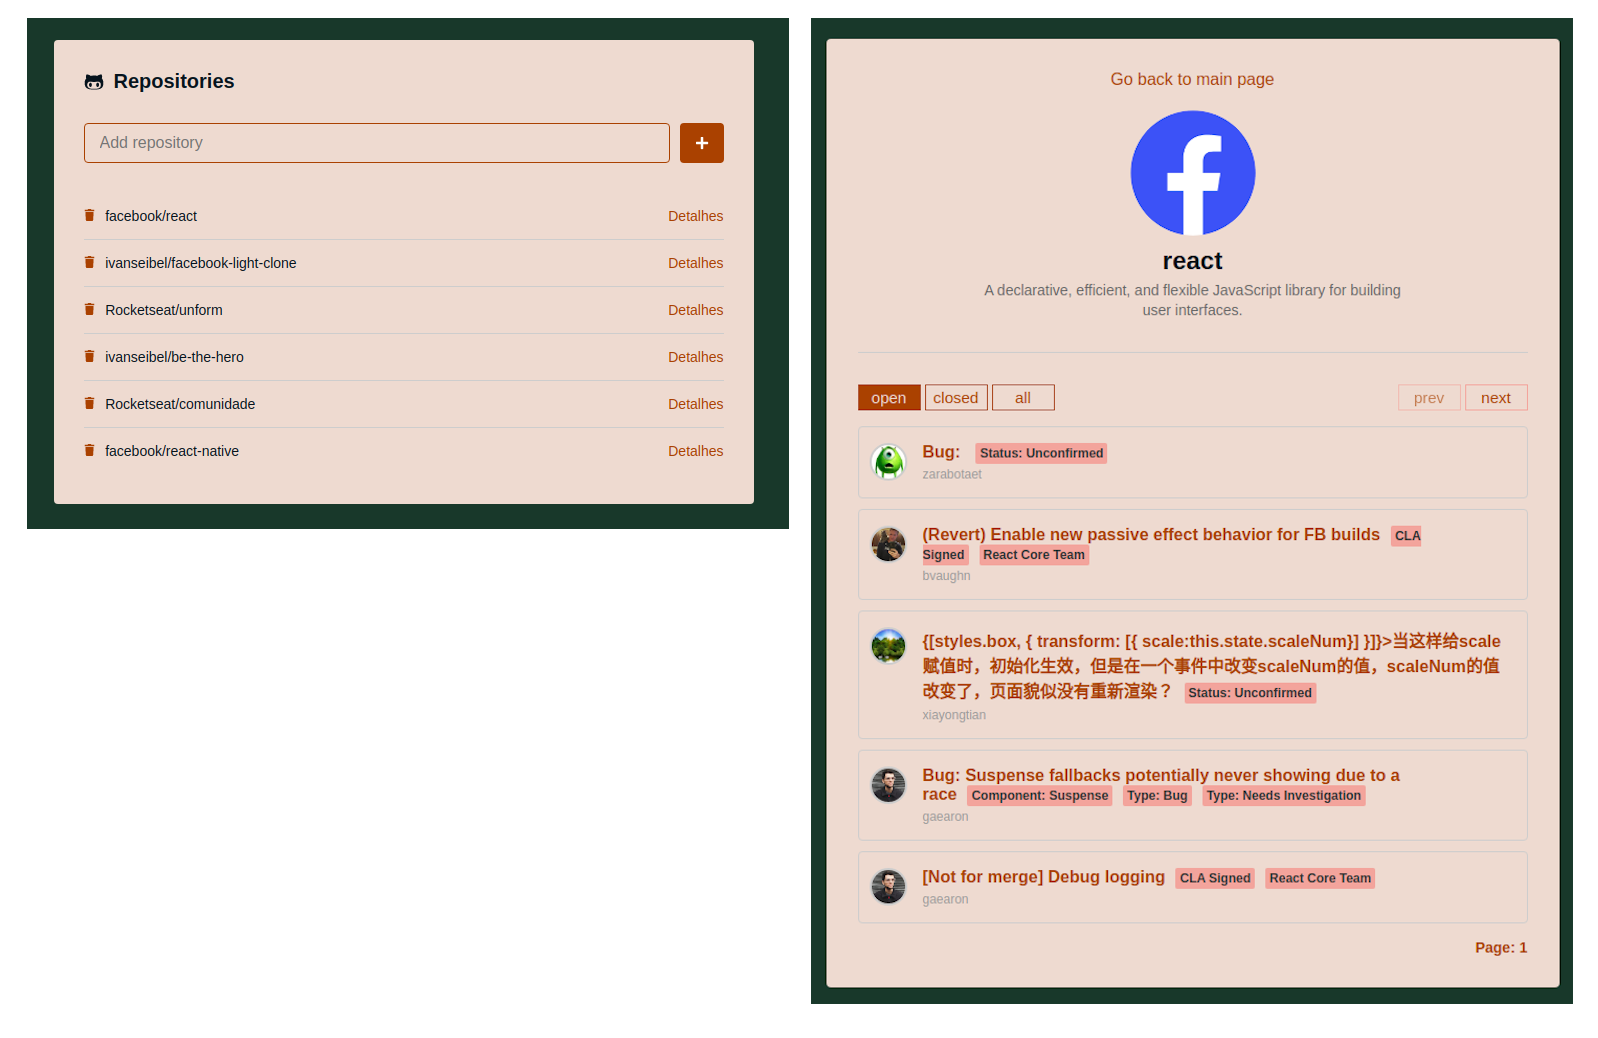 Repositories
Add repository
facebook/react Detalhes
ivanseibel/facebook-light-clone Detalhes
Rocketseat/unform Detalhes
ivanseibel/be-the-hero Detalhes
Rocketseat/comunidade Detalhes
facebook/react-native Detalhes
Go back to main page
react
A declarative, efficient, and flexible JavaScript library for building
user interfaces.
open closed all prev next
Bug: Status: Unconfirmed
zarabotaet
(Revert) Enable new passive effect behavior for FB builds CLA
Signed React Core Team
bvaughn
{[styles.box, { transform: [{ scale:this.state.scaleNum}] }]}>当这样给scale
赋值时，初始化生效，但是在一个事件中改变scaleNum的值，scaleNum的值
改变了，页面貌似没有重新渲染？ Status: Unconfirmed
xiayongtian
Bug: Suspense fallbacks potentially never showing due to a
race Component: Suspense Type: Bug Type: Needs Investigation
gaearon
[Not for merge] Debug logging CLA Signed React Core Team
gaearon
Page: 1